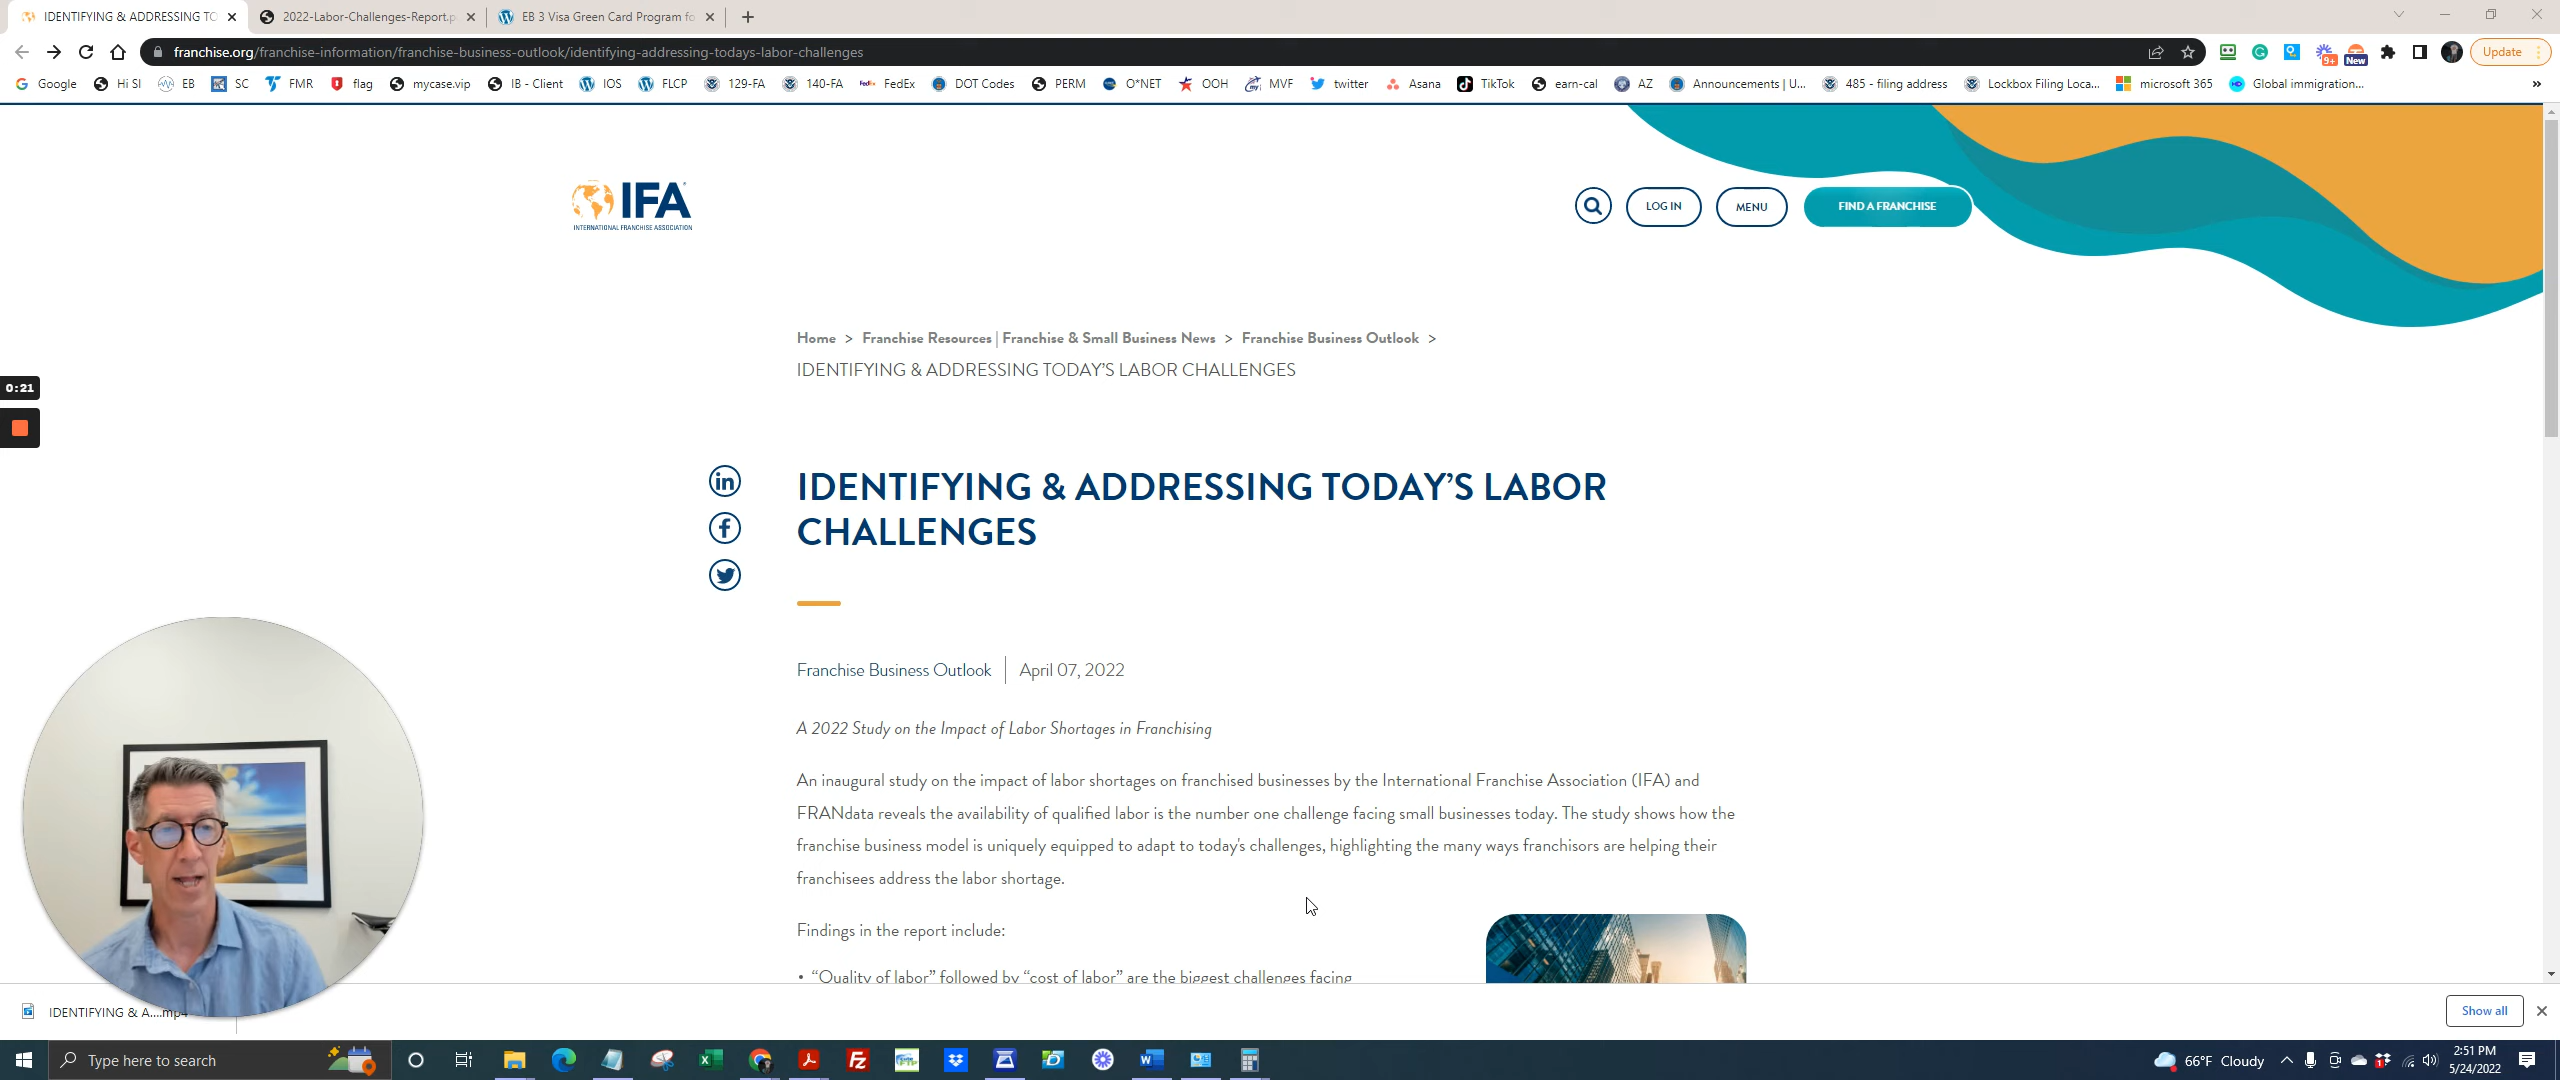 IDENTIFYING & ADDRESSING TO
2022-Labor-Challenges-Report.p
EB 3 Visa Green Card Program fo
franchise.org/franchise-information/franchise-business-outlook/identifying-addressing-todays-labor-challenges
9+
New
Update
Google
Hi SI
EB
SC
FMR
flag
mycase.vip
IB - Client
IOS
FLCP
129-FA
140-FA
FedEx
DOT Codes
PERM
O*NET
OOH
MVF
twitter
Asana
TikTok
earn-cal
AZ
Announcements | U...
485 - filing address
Lockbox Filing Loca...
microsoft 365
Global immigration...
»
IFA
INTERNATIONAL FRANCHISE ASSOCIATION
LOG IN
MENU
FIND A FRANCHISE
Home > Franchise Resources | Franchise & Small Business News > Franchise Business Outlook >
IDENTIFYING & ADDRESSING TODAY’S LABOR CHALLENGES
0:21
IDENTIFYING & ADDRESSING TODAY’S LABOR
CHALLENGES
Franchise Business Outlook | April 07, 2022
A 2022 Study on the Impact of Labor Shortages in Franchising
An inaugural study on the impact of labor shortages on franchised businesses by the International Franchise Association (IFA) and
FRANdata reveals the availability of qualified labor is the number one challenge facing small businesses today. The study shows how the
franchise business model is uniquely equipped to adapt to today's challenges, highlighting the many ways franchisors are helping their
franchisees address the labor shortage.
Findings in the report include:
• “Quality of labor” followed by “cost of labor” are the biggest challenges facing
IDENTIFYING & A....mp4
Show all
Type here to search
66°F Cloudy
2:51 PM
5/24/2022